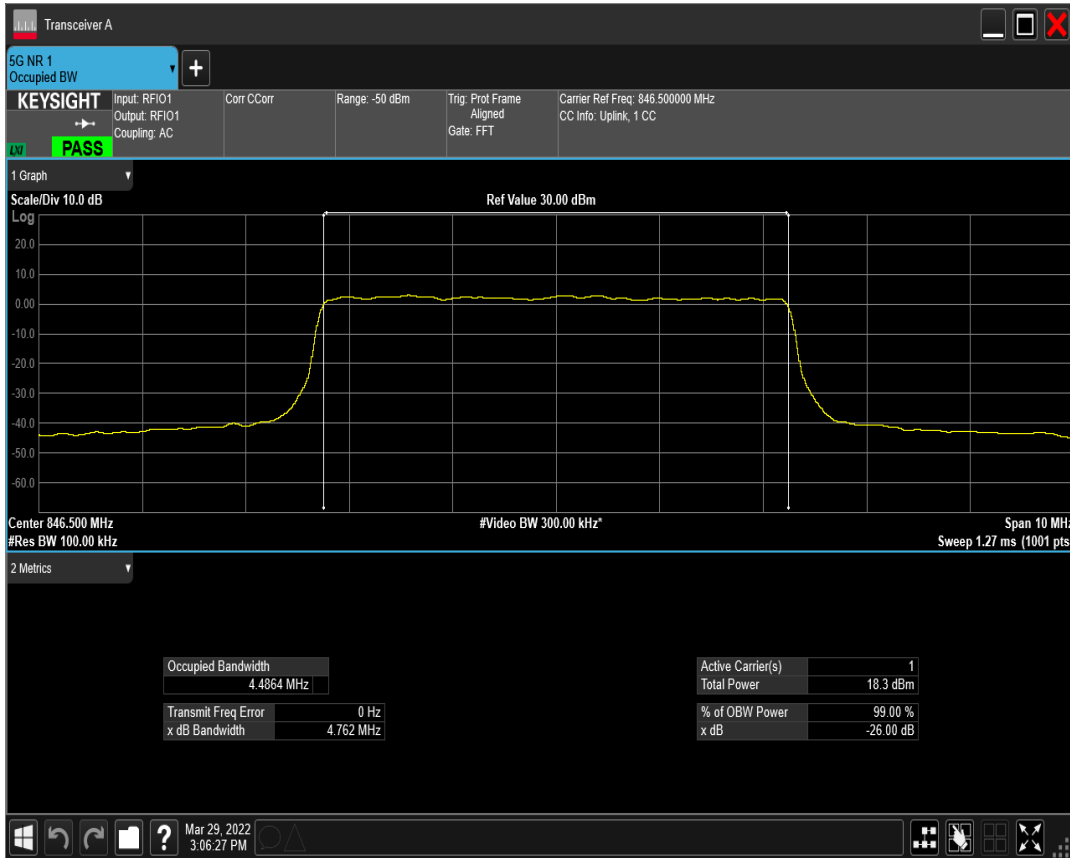 Transceiver A
5G NR 1
Occupied BW
KEYSIGHT
Input: RFIO1
Output: RFIO1
Coupling: AC
Corr CCorr
Range: -50 dBm
Trig: Prot Frame
Aligned
Gate: FFT
Carrier Ref Freq: 846.500000 MHz
CC Info: Uplink, 1 CC
LXI
PASS
1 Graph
Scale/Div 10.0 dB
Ref Value 30.00 dBm
Log
20.0
10.0
0.00
-10.0
-20.0
-30.0
-40.0
-50.0
-60.0
Center 846.500 MHz
#Video BW 300.00 kHz*
Span 10 MHz
#Res BW 100.00 kHz
Sweep 1.27 ms (1001 pts
2 Metrics
Occupied Bandwidth
4.4864 MHz
Transmit Freq Error 0 Hz
x dB Bandwidth 4.762 MHz
Active Carrier(s) 1
Total Power 18.3 dBm
% of OBW Power 99.00 %
x dB -26.00 dB
?
Mar 29, 2022
3:06:27 PM